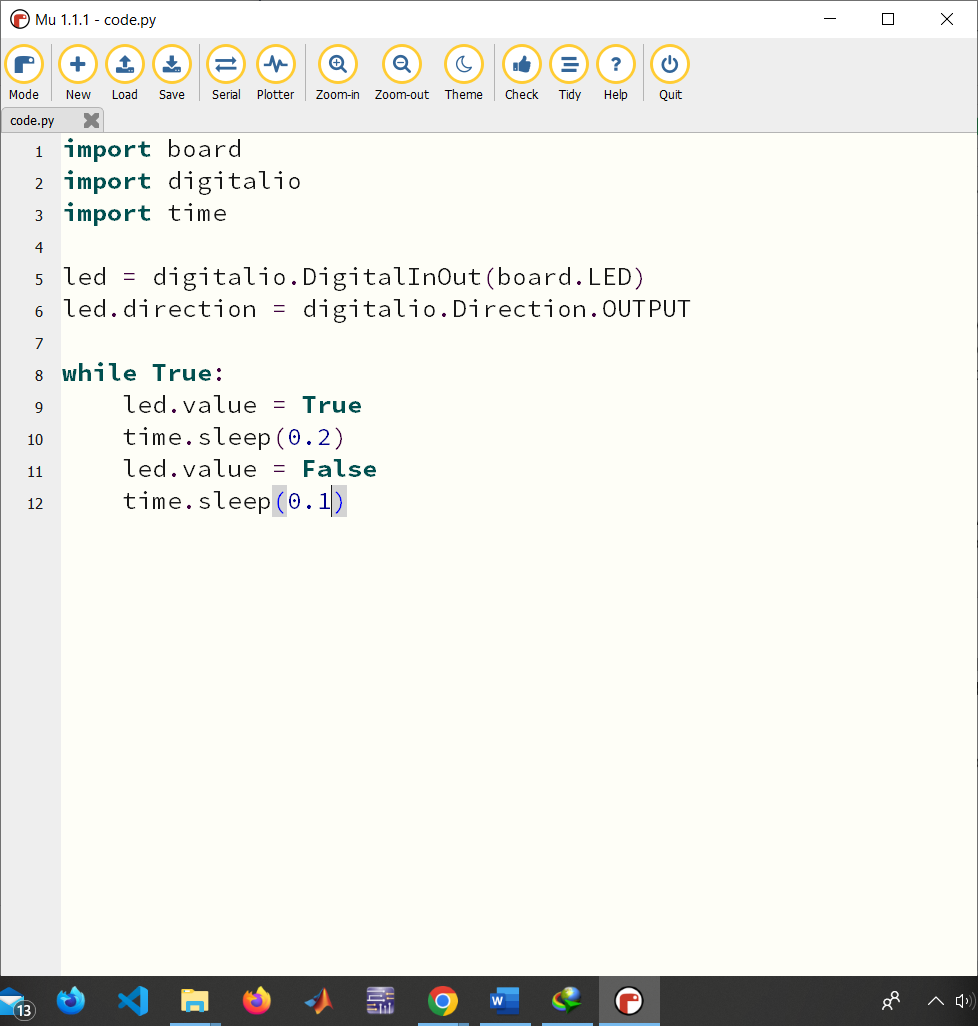 Mu 1.1.1 - code.py
Mode New Load Save Serial Plotter Zoom-in Zoom-out Theme Check Tidy Help Quit
code.py
1 import board
2 import digitalio
3 import time
4
5 led = digitalio.DigitalInOut(board.LED)
6 led.direction = digitalio.Direction.OUTPUT
7
8 while True:
9     led.value = True
10     time.sleep(0.2)
11     led.value = False
12     time.sleep(0.1)
13